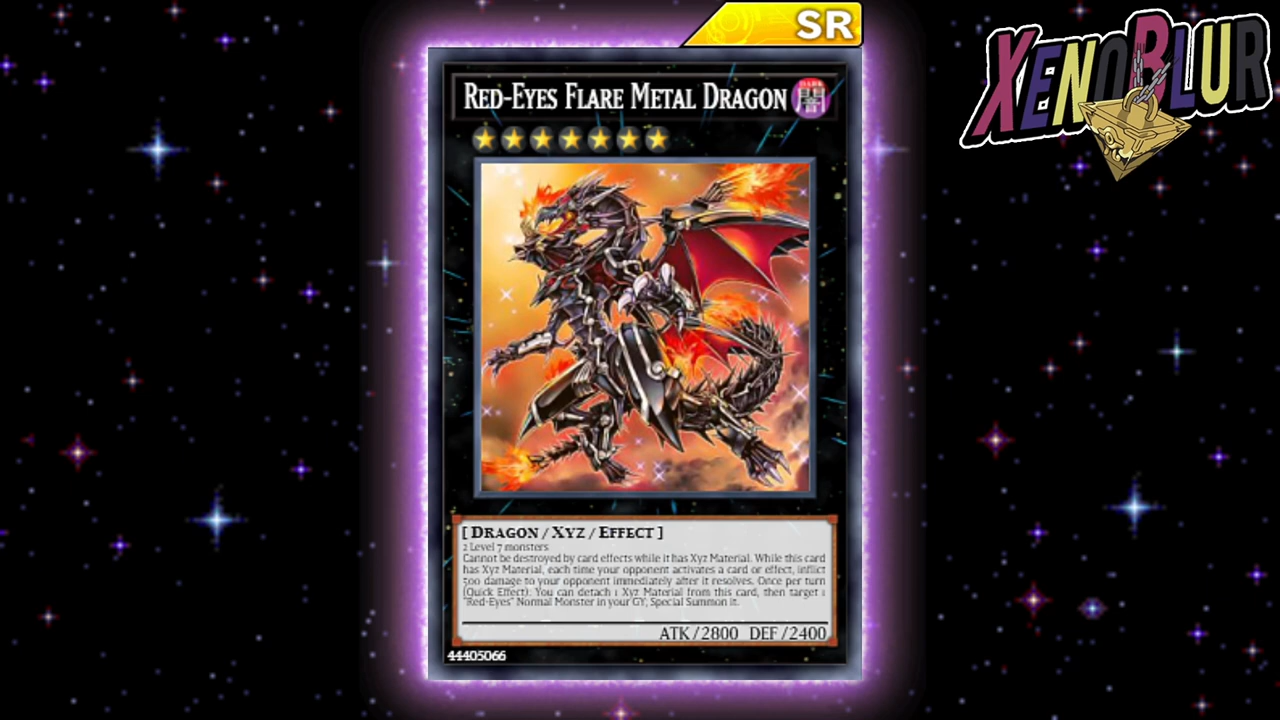 SR
XENOBLUR
RED-EYES FLARE METAL DRAGON
DARK
闇
[ DRAGON / XYZ / EFFECT ]
2 Level 7 monsters
Cannot be destroyed by card effects while it has Xyz Material. While this card
has Xyz Material, each time your opponent activates a card or effect, inflict
500 damage to your opponent immediately after it resolves. Once per turn
(Quick Effect): You can detach 1 Xyz Material from this card, then target 1
"Red-Eyes" Normal Monster in your GY; Special Summon it.
ATK/2800 DEF/2400
44405066